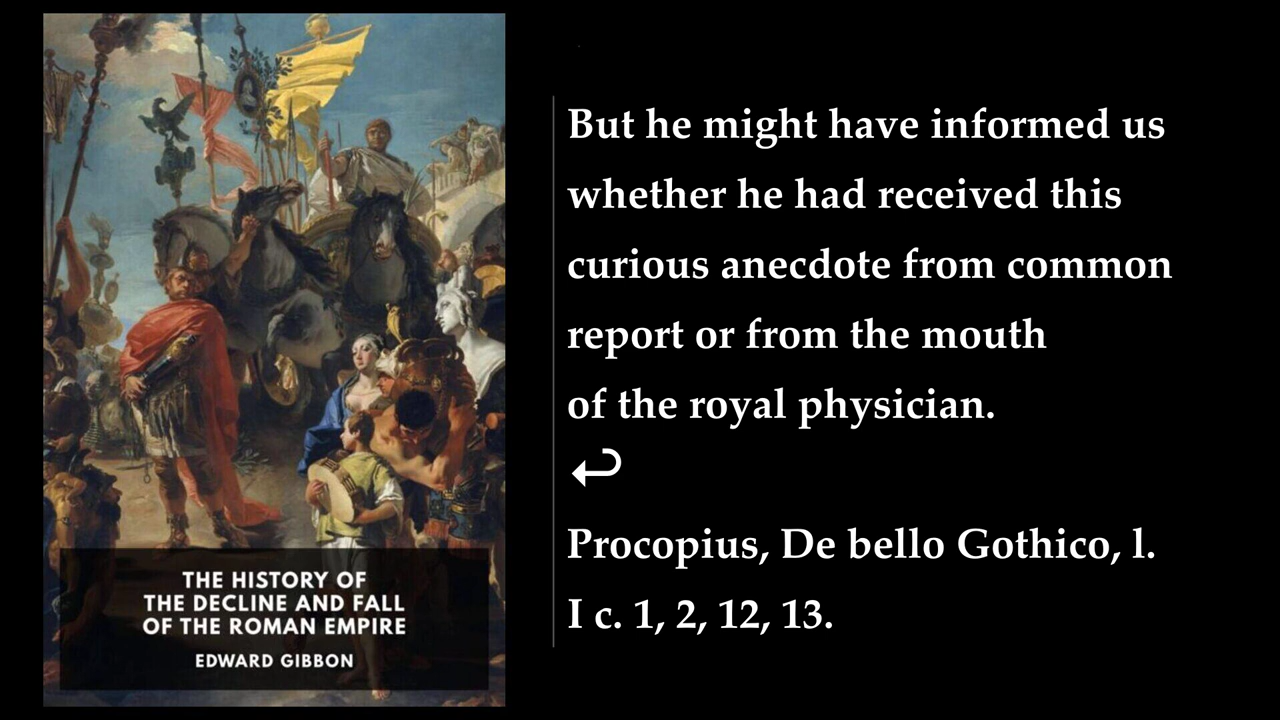 THE HISTORY OF
THE DECLINE AND FALL
OF THE ROMAN EMPIRE
EDWARD GIBBON
But he might have informed us
whether he had received this
curious anecdote from common
report or from the mouth
of the royal physician.
↩
Procopius, De bello Gothico, l.
I c. 1, 2, 12, 13.